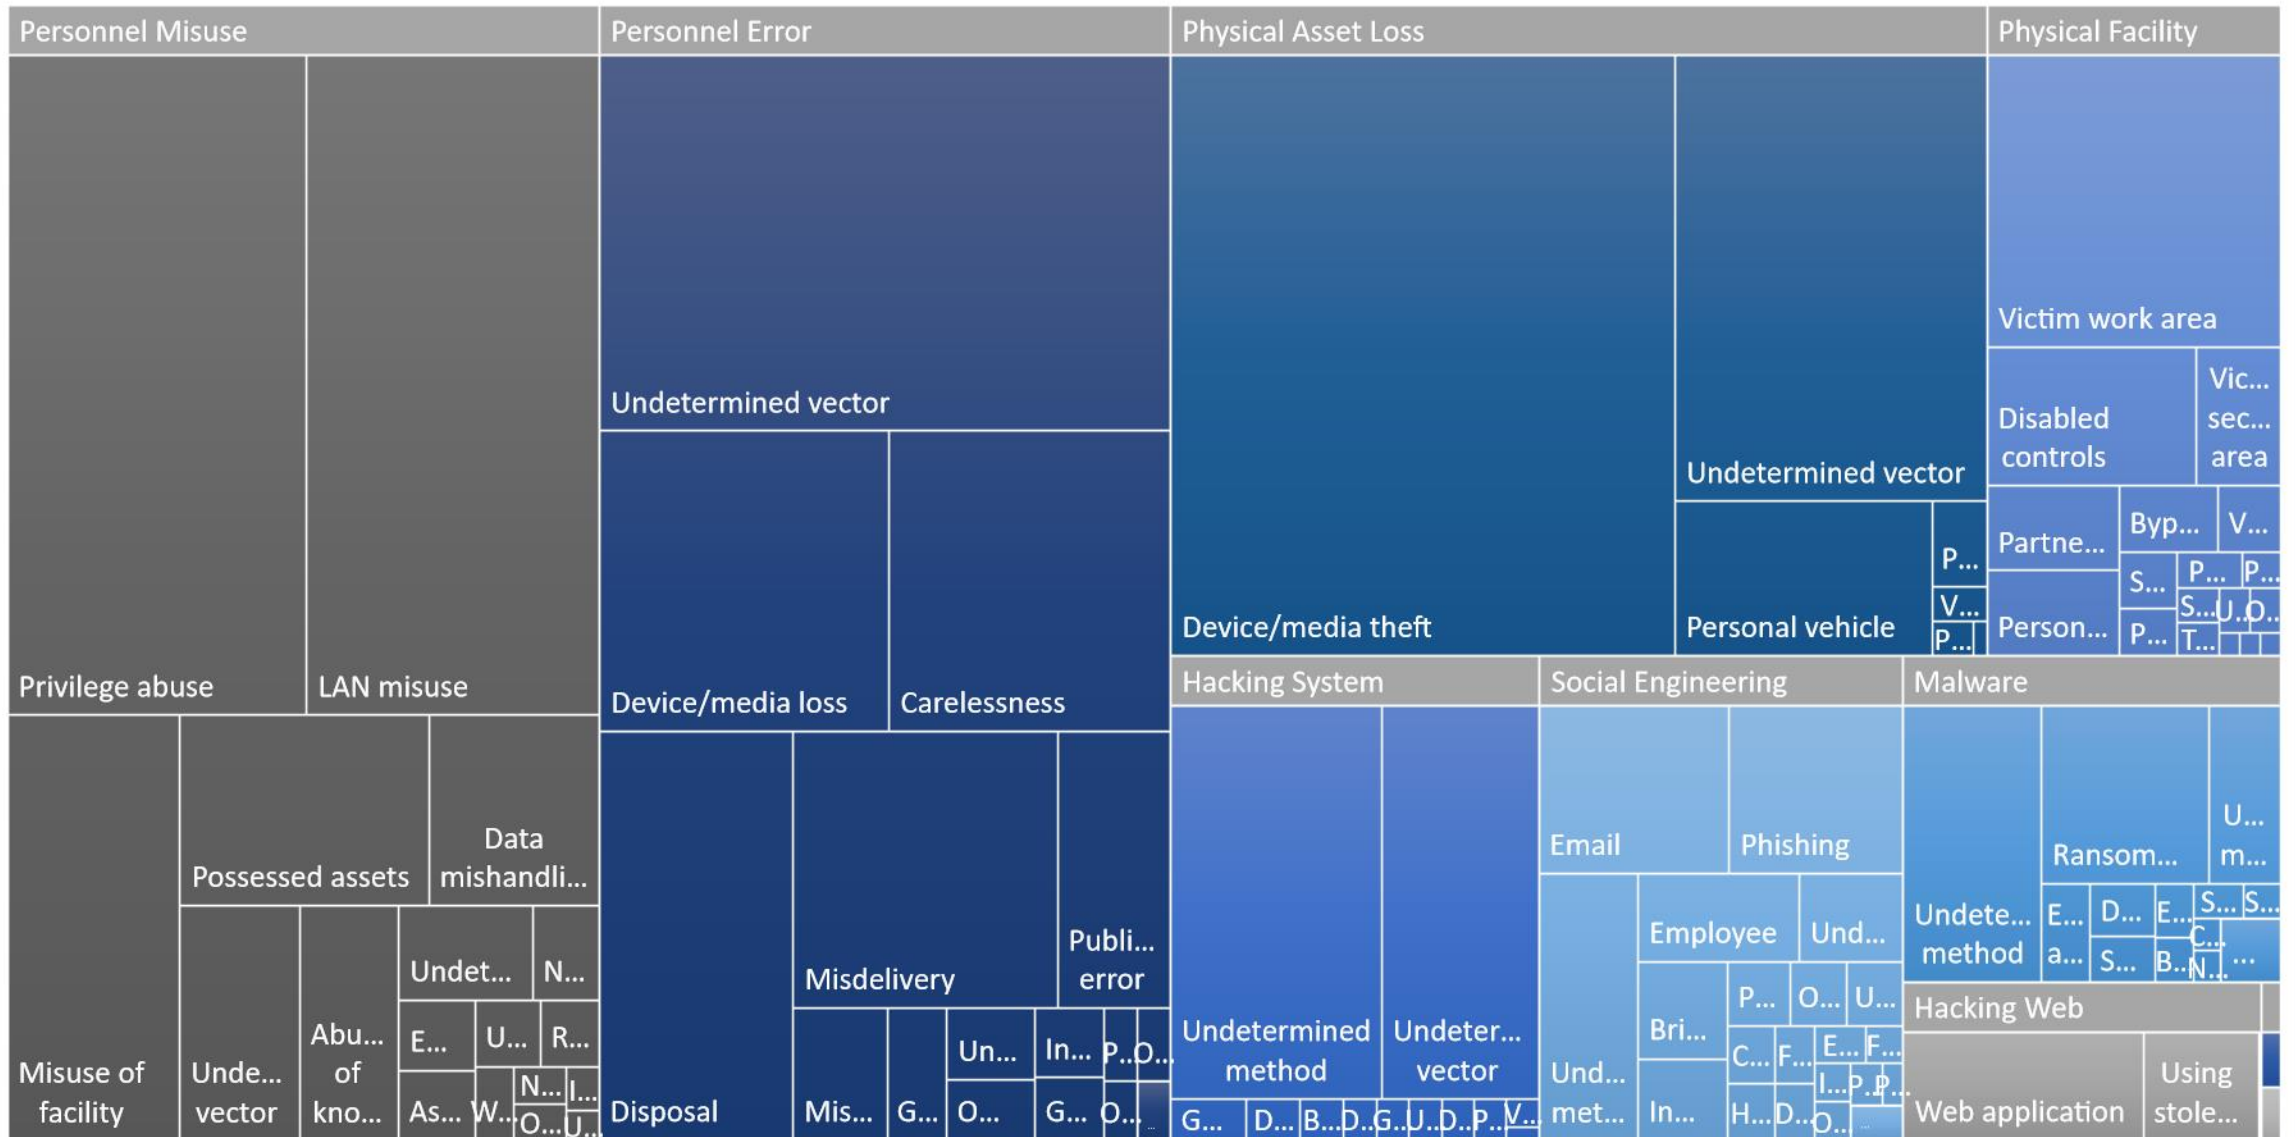 Personnel Misuse
Privilege abuse
LAN misuse
Misuse of
facility
Possessed assets
Data
mishandli...
Unde...
vector
Abu...
of
kno...
Undet...
N...
E...
U...
R...
As...
W...
N...
I...
O...
U...
Personnel Error
Undetermined vector
Device/media loss
Carelessness
Disposal
Misdelivery
Publi...
error
Mis...
G...
Un...
O...
In...
G...
P...
O...
O...
...
Physical Asset Loss
Device/media theft
Undetermined vector
Personal vehicle
P...
V...
P...
Physical Facility
Victim work area
Disabled
controls
Vic...
sec...
area
Partne...
Person...
Byp...
V...
S...
P...
P...
P...
S...
U...
O...
T...
Hacking System
Undetermined
method
Undeter...
vector
G...
D...
B...
D...
G...
U...
D...
P...
V...
Social Engineering
Email
Phishing
Und...
met...
Employee
Und...
Bri...
In...
P...
O...
U...
C...
F...
E...
F...
I...
P...
P...
H...
D...
O...
...
Malware
Undete...
method
Ransom...
U...
m...
E...
a...
D...
S...
E...
B...
S...
S...
C...
N...
...
Hacking Web
Web application
Using
stole...